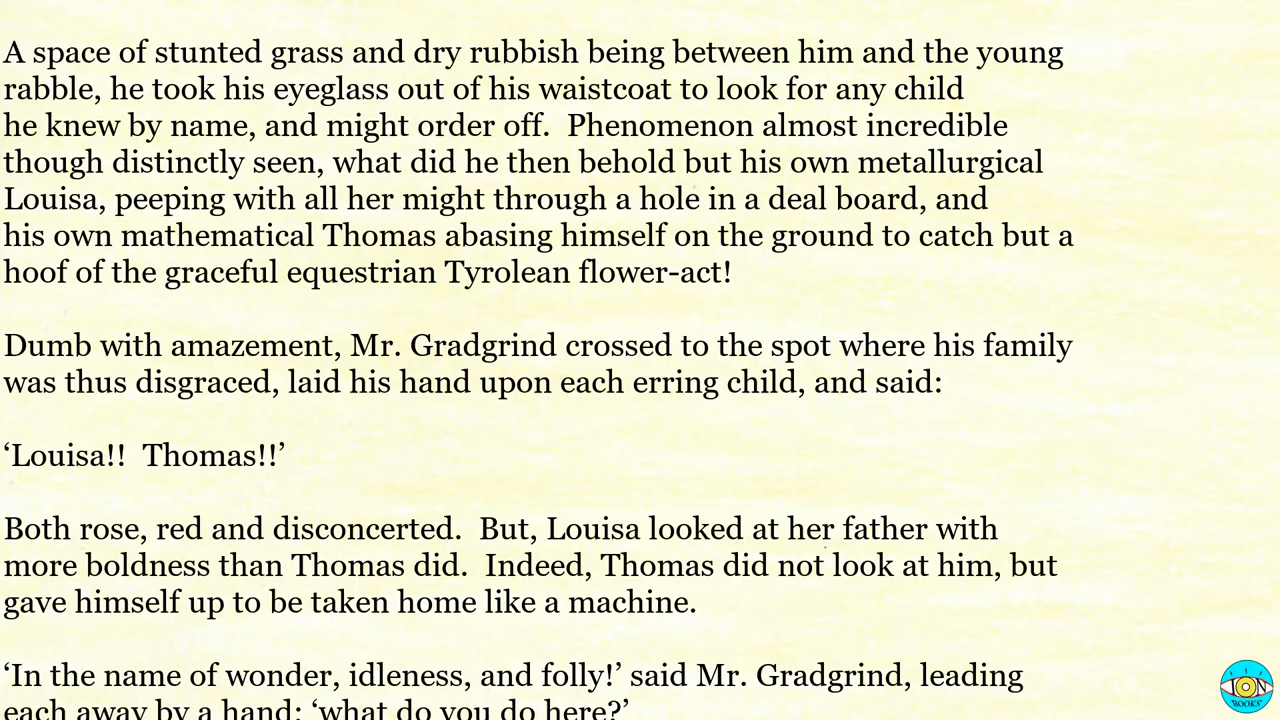 A space of stunted grass and dry rubbish being between him and the young
rabble, he took his eyeglass out of his waistcoat to look for any child
he knew by name, and might order off.  Phenomenon almost incredible
though distinctly seen, what did he then behold but his own metallurgical
Louisa, peeping with all her might through a hole in a deal board, and
his own mathematical Thomas abasing himself on the ground to catch but a
hoof of the graceful equestrian Tyrolean flower-act!
Dumb with amazement, Mr. Gradgrind crossed to the spot where his family
was thus disgraced, laid his hand upon each erring child, and said:
‘Louisa!!  Thomas!!’
Both rose, red and disconcerted.  But, Louisa looked at her father with
more boldness than Thomas did.  Indeed, Thomas did not look at him, but
gave himself up to be taken home like a machine.
‘In the name of wonder, idleness, and folly!’ said Mr. Gradgrind, leading
each away by a hand; ‘what do you do here?’
ION
BOOKS